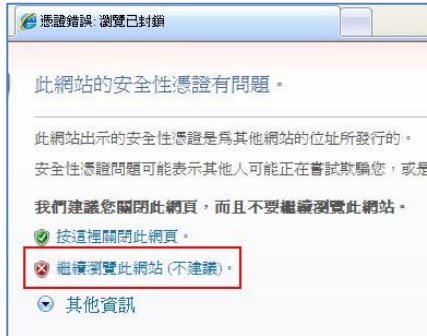 憑證錯誤: 瀏覽已封鎖
此網站的安全性憑證有問題。
此網站出示的安全性憑證是為其他網站的位址所發行的。
安全性憑證問題可能表示其他人可能正在嘗試欺騙您，或是
我們建議您關閉此網頁，而且不要繼續瀏覽此網站。
按這裡關閉此網頁。
繼續瀏覽此網站 (不建議)。
其他資訊